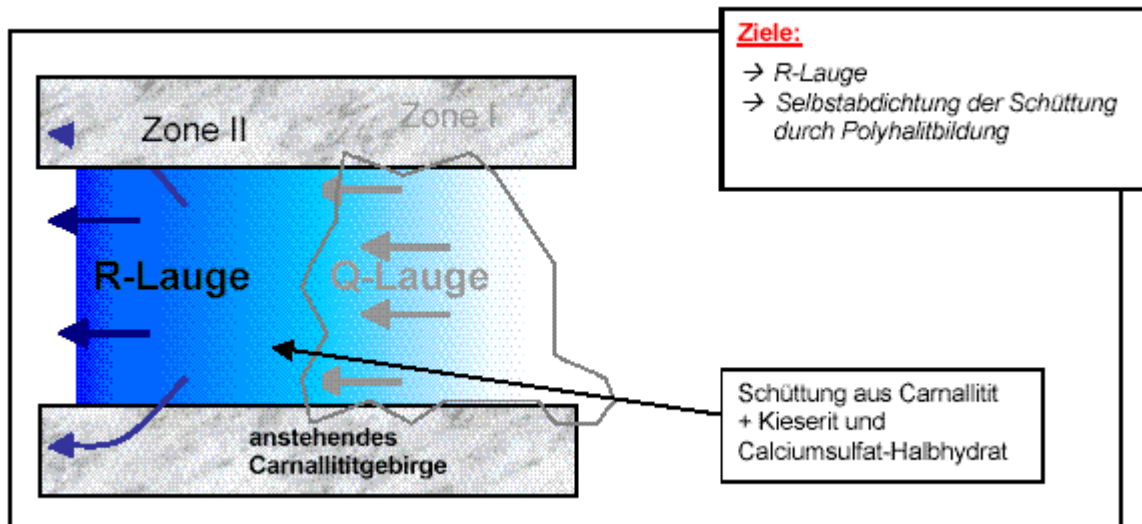 Ziele:
→ R-Lauge
→ Selbstabdichtung der Schüttung
durch Polyhalitbildung
Zone II
Zone I
R-Lauge
Q-Lauge
Schüttung aus Carnallitit
+ Kieserit und
Calciumsulfat-Halbhydrat
anstehendes
Carnallititgebirge